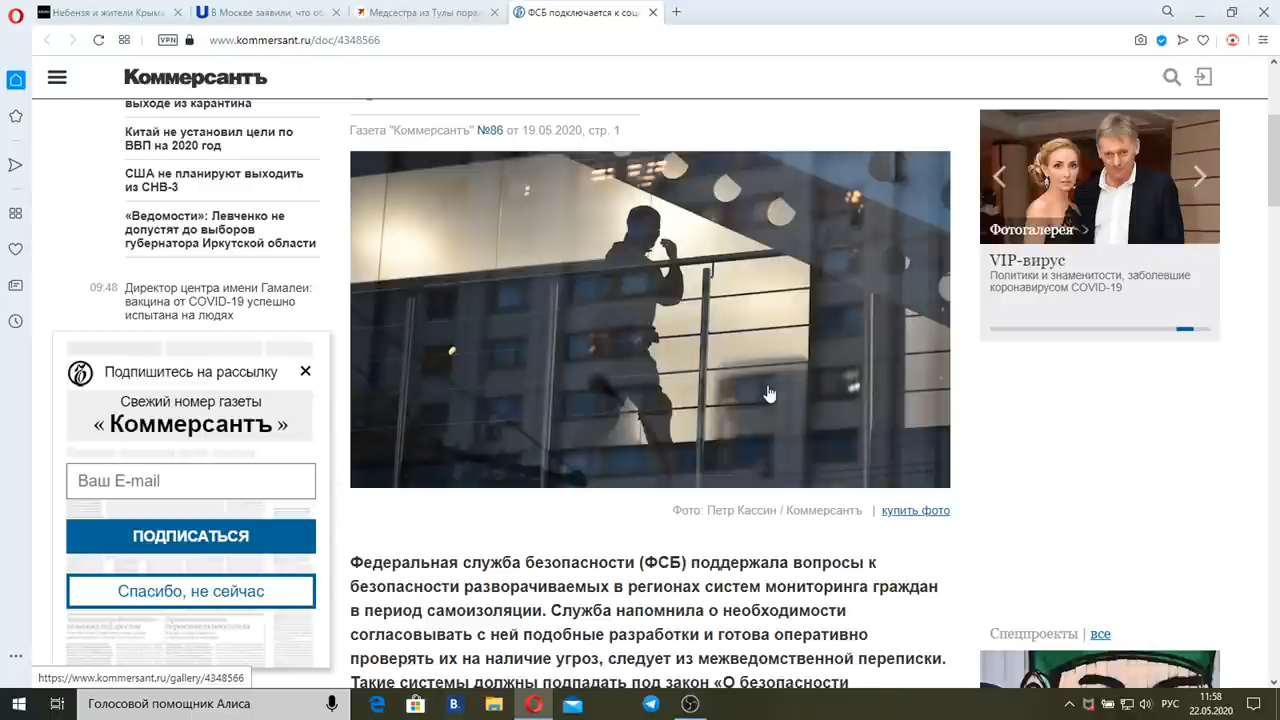 Небензя и жители Крыма
В Москве заявили, что об
Медсестра из Тулы пора
ФСБ подключается к соц
VPN
www.kommersant.ru/doc/4348566
Коммерсантъ
выходе из карантина
Китай не установил цели по
ВВП на 2020 год
США не планируют выходить
из СНВ-3
«Ведомости»: Левченко не
допустят до выборов
губернатора Иркутской области
09:48 Директор центра имени Гамалеи:
вакцина от COVID-19 успешно
испытана на людях
Подпишитесь на рассылку
Свежий номер газеты
« Коммерсантъ »
Ваш E-mail
ПОДПИСАТЬСЯ
Спасибо, не сейчас
https://www.kommersant.ru/gallery/4348566
Газета "Коммерсантъ" №86 от 19.05.2020, стр. 1
Фото: Петр Кассин / Коммерсантъ | купить фото
Федеральная служба безопасности (ФСБ) поддержала вопросы к
безопасности разворачиваемых в регионах систем мониторинга граждан
в период самоизоляции. Служба напомнила о необходимости
согласовывать с ней подобные разработки и готова оперативно
проверять их на наличие угроз, следует из межведомственной переписки.
Такие системы должны подпадать под закон «О безопасности
Фотогалерея
VIP-вирус
Политики и знаменитости, заболевшие
коронавирусом COVID-19
Спецпроекты | все
Голосовой помощник Алиса
РУС
11:58
22.05.2020